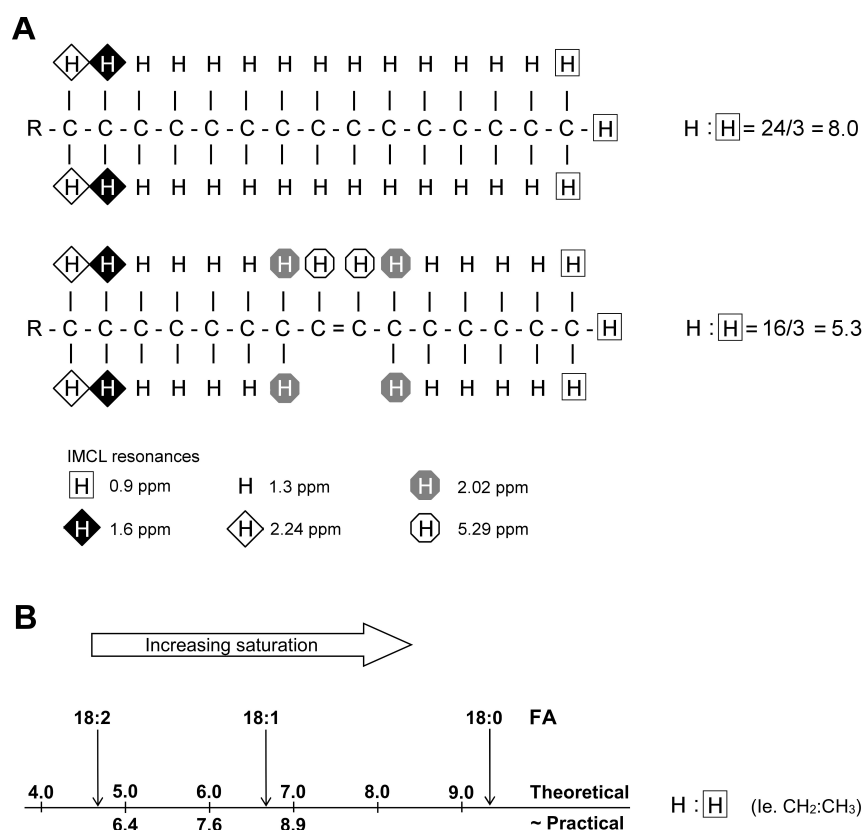 A
H H H H H H H H H H H H H H H
R - C - C - C - C - C - C - C - C - C - C - C - C - C - C - C - H
H : H = 24/3 = 8.0
H H H H H H H H H H H H H H H
H H H H H H H H H H H H H H H
R - C - C - C - C - C - C - C - C = C - C - C - C - C - C - C - H
H : H = 16/3 = 5.3
H H H H H H H H H H H H H
IMCL resonances
H 0.9 ppm H 1.3 ppm H 2.02 ppm
H 1.6 ppm H 2.24 ppm H 5.29 ppm
B
Increasing saturation
18:2 18:1 18:0 FA
4.0 5.0 6.0 7.0 8.0 9.0 Theoretical
H : H (Ie. CH₂:CH₃)
6.4 7.6 8.9 ~ Practical